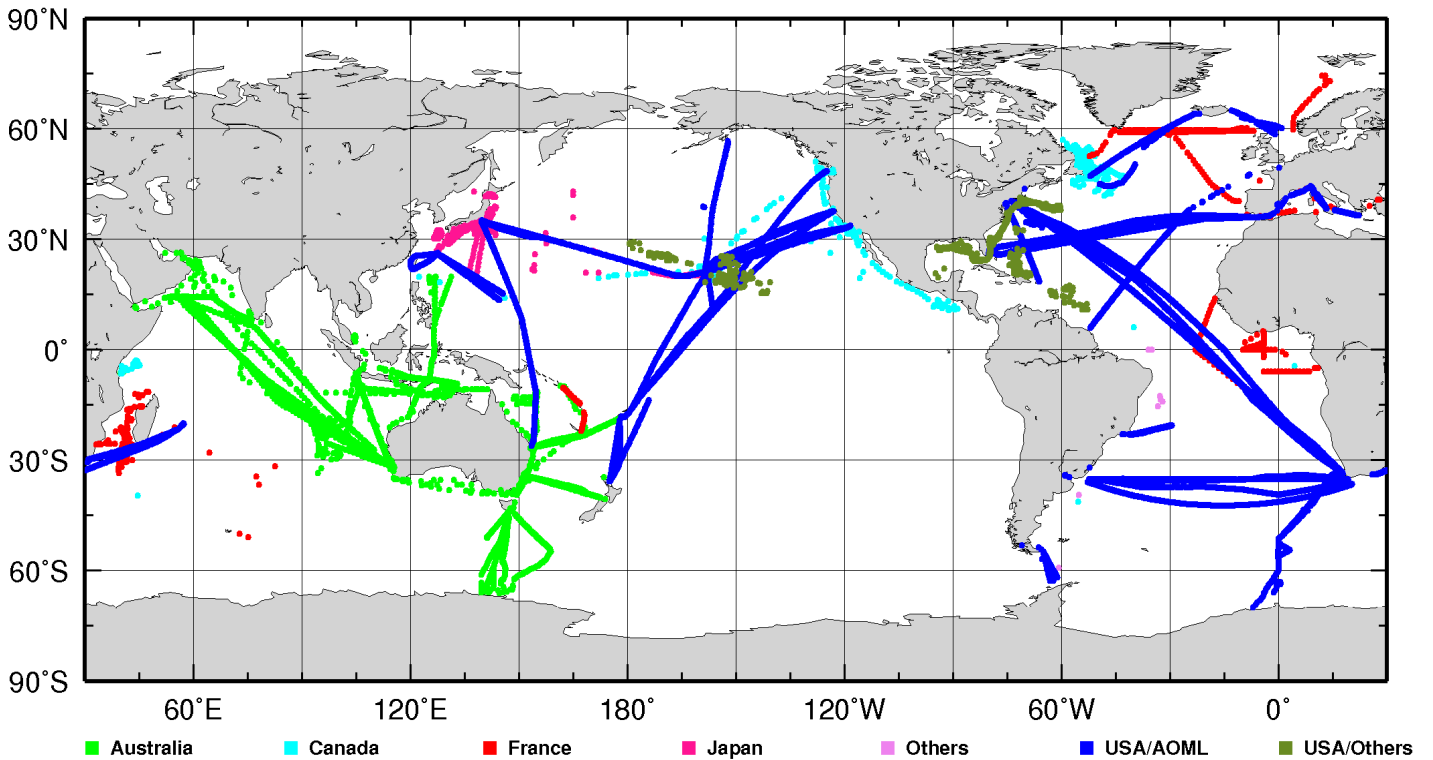 90˚N
60˚N
30˚N
0˚
30˚S
60˚S
90˚S
60˚E 120˚E 180˚ 120˚W 60˚W 0˚
Australia Canada France Japan Others USA/AOML USA/Others